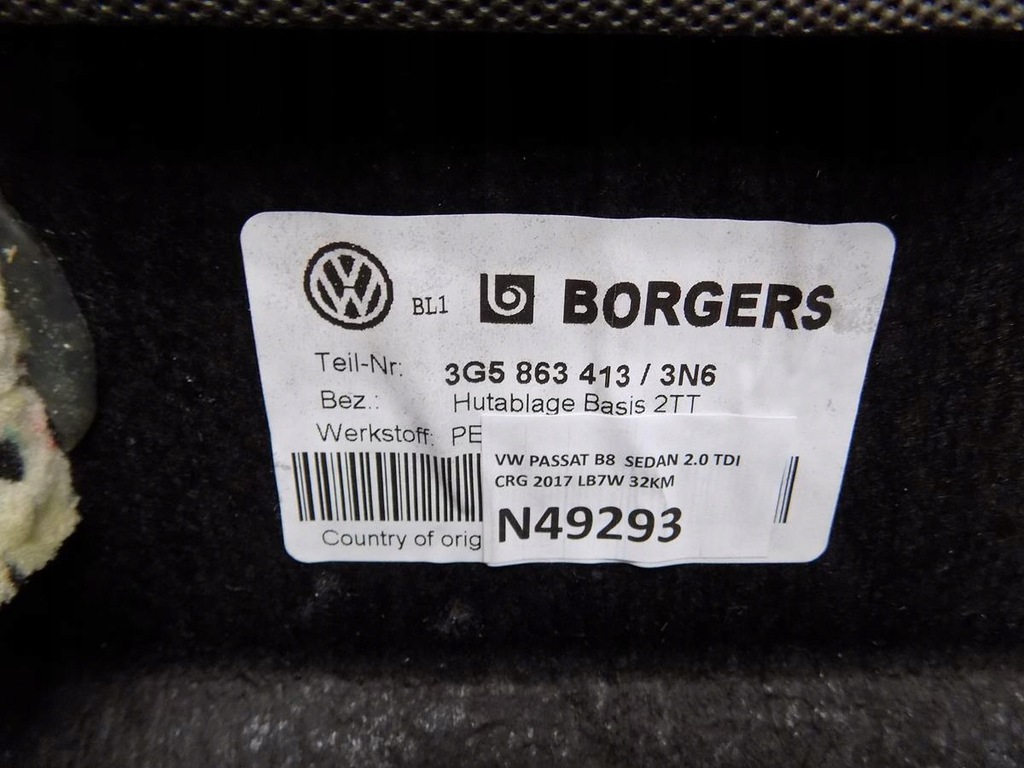 BL1 BORGERS
Teil-Nr: 3G5 863 413 / 3N6
Bez.: Hutablage Basis 2TT
Werkstoff: PE
VW PASSAT B8 SEDAN 2.0 TDI
CRG 2017 LB7W 32KM
N49293
Country of orig